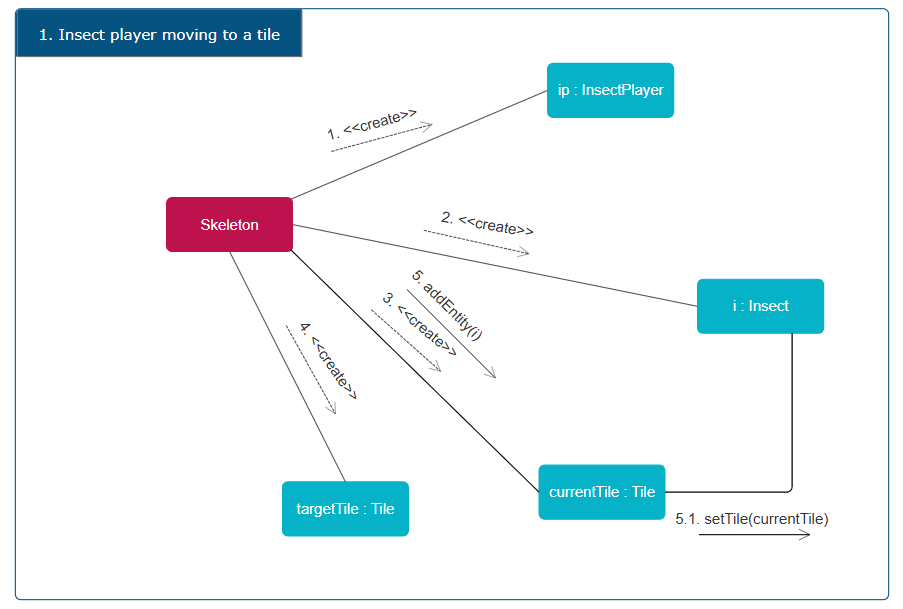 1. Insect player moving to a tile
ip : InsectPlayer
1. <<create>>
Skeleton
2. <<create>>
5. addEntity(i)
3. <<create>>
i : Insect
4. <<create>>
currentTile : Tile
targetTile : Tile
5.1. setTile(currentTile)